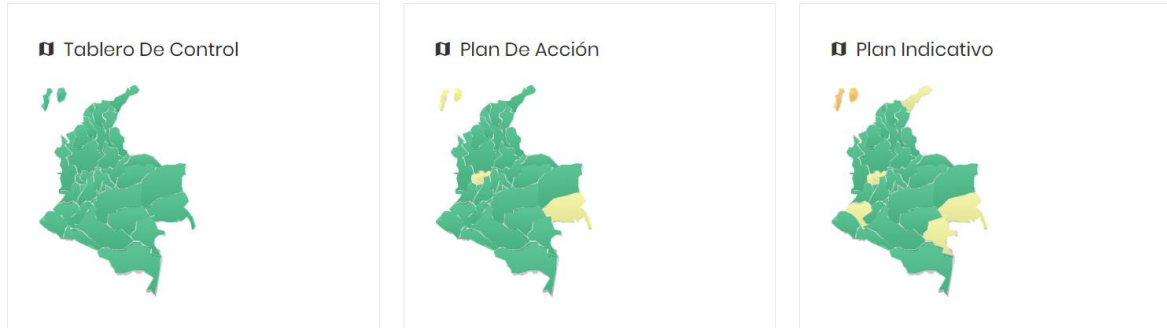 Tablero De Control
Plan De Acción
Plan Indicativo